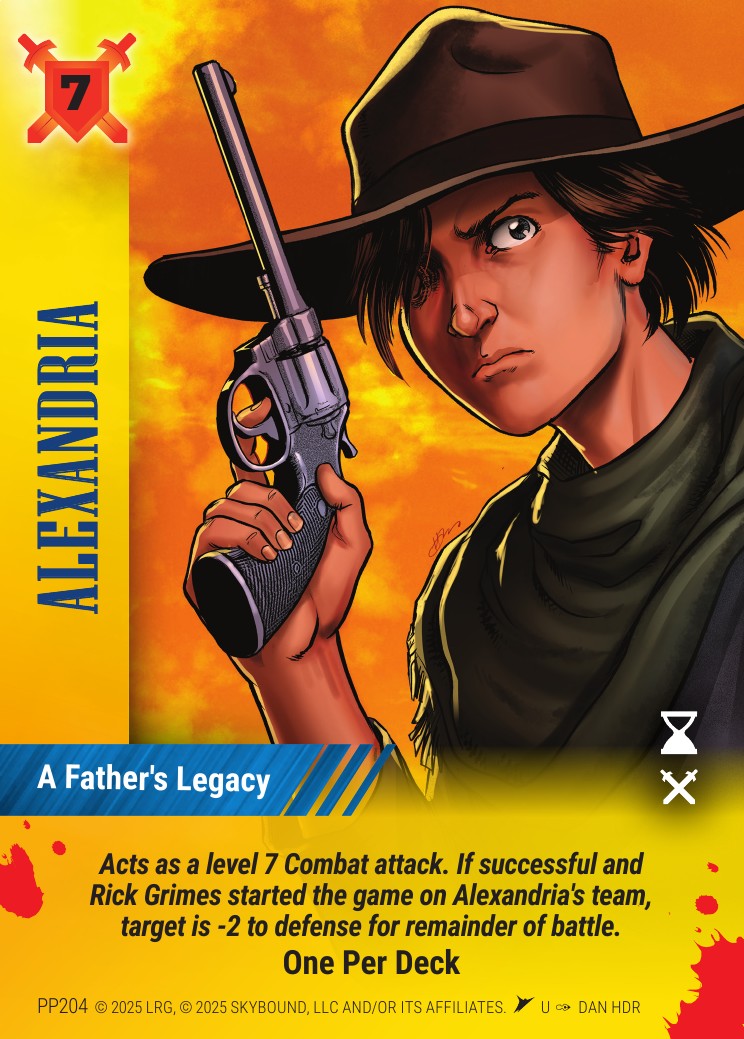 7
ALEXANDRIA
A Father's Legacy
Acts as a level 7 Combat attack. If successful and
Rick Grimes started the game on Alexandria's team,
target is -2 to defense for remainder of battle.
One Per Deck
PP204 © 2025 LRG, © 2025 SKYBOUND, LLC AND/OR ITS AFFILIATES. U DAN HDR